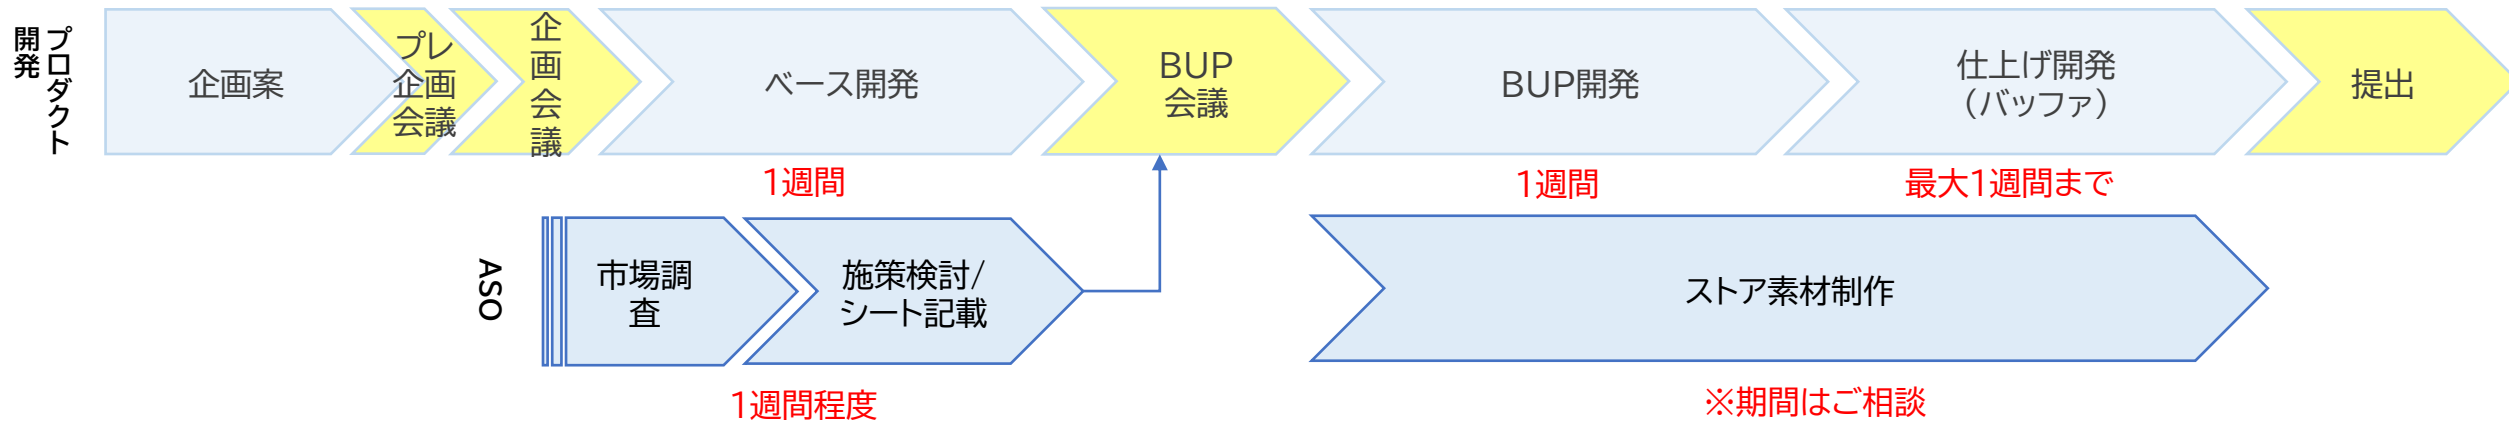 プロダクト
開発
企画案
プレ
企画
会議
企
画
会
議
ベース開発
BUP
会議
BUP開発
仕上げ開発
(バッファ)
提出
1週間
1週間
最大1週間まで
ASO
市場調
査
施策検討/
シート記載
ストア素材制作
1週間程度
※期間はご相談